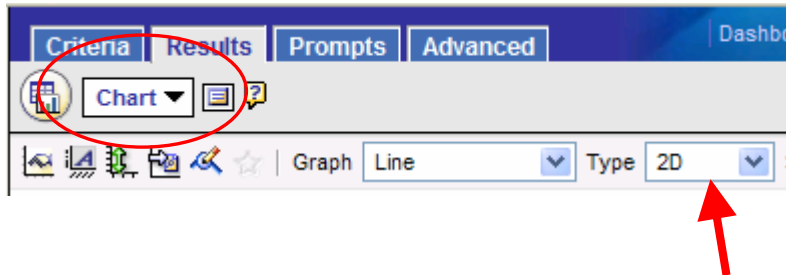 Criteria Results Prompts Advanced Dashbo
Chart
Graph Line Type 2D